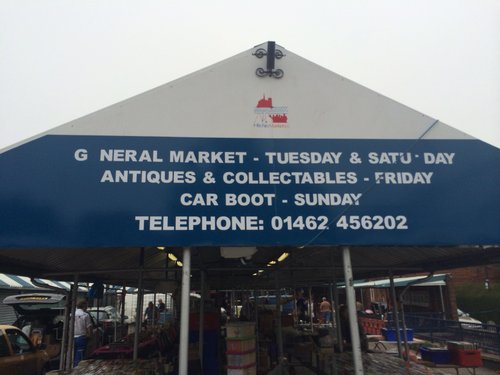 G NERAL MARKET - TUESDAY & SATU DAY
ANTIQUES & COLLECTABLES - FRIDAY
CAR BOOT - SUNDAY
TELEPHONE: 01462 456202